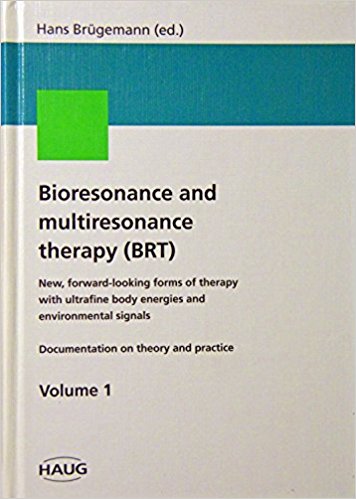 Hans Brügemann (ed.)
Bioresonance and
multiresonance
therapy (BRT)
New, forward-looking forms of therapy
with ultrafine body energies and
environmental signals
Documentation on theory and practice
Volume 1
HAUG